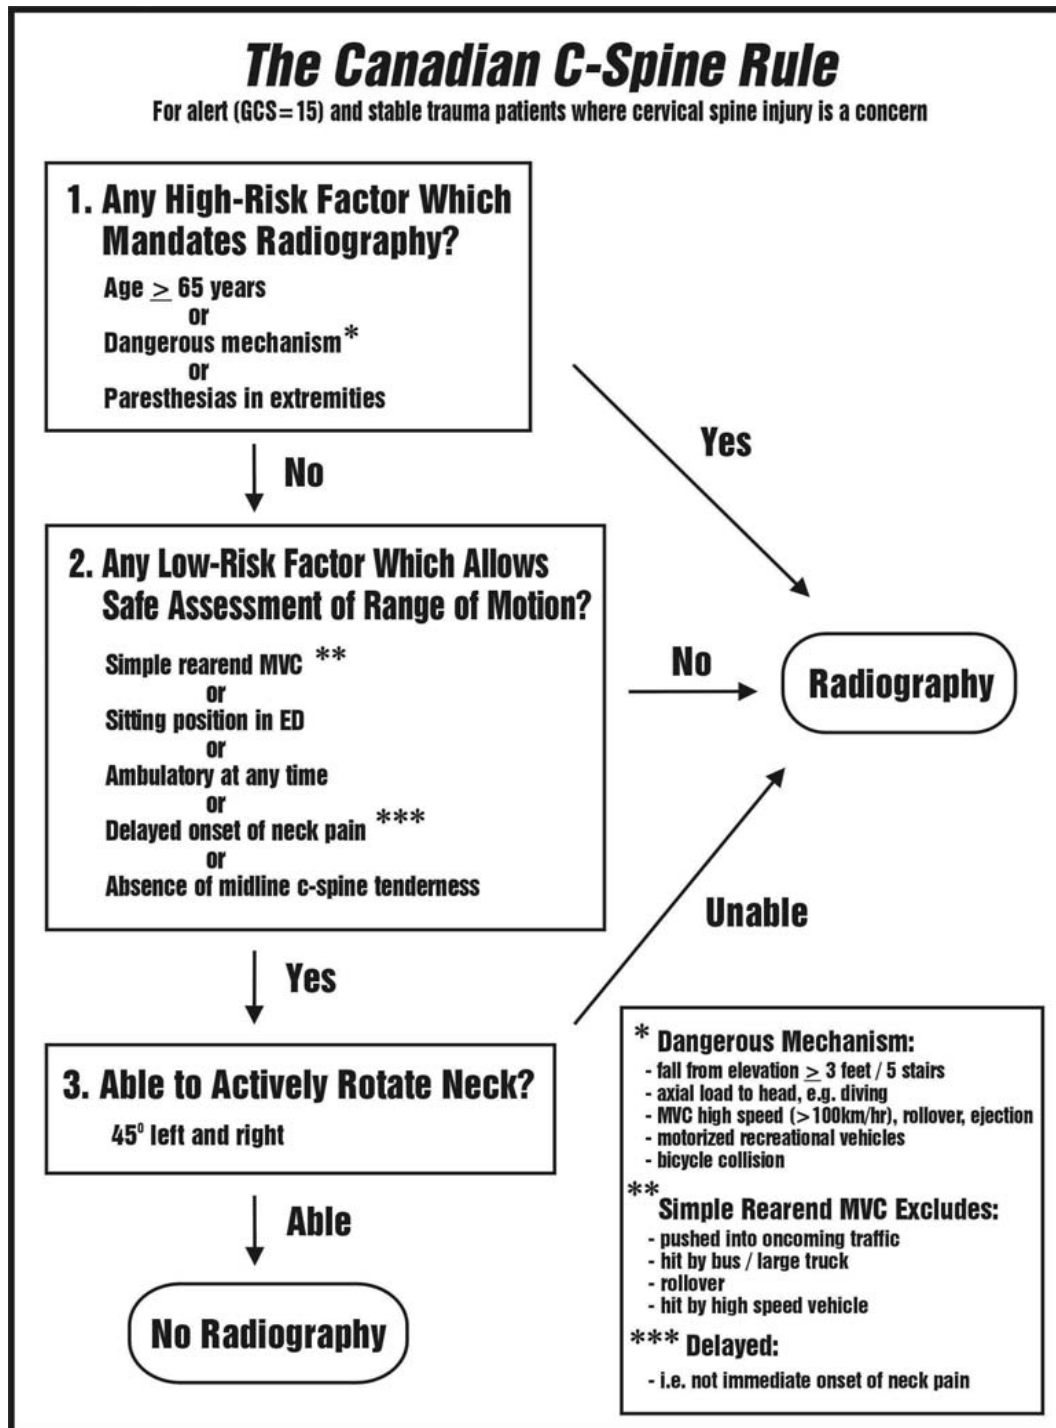 The Canadian C-Spine Rule
For alert (GCS=15) and stable trauma patients where cervical spine injury is a concern
1. Any High-Risk Factor Which
Mandates Radiography?
Age ≥ 65 years
or
Dangerous mechanism*
or
Paresthesias in extremities
Yes
No
2. Any Low-Risk Factor Which Allows
Safe Assessment of Range of Motion?
Simple rearend MVC **
or
Sitting position in ED
or
Ambulatory at any time
or
Delayed onset of neck pain ***
or
Absence of midline c-spine tenderness
No
Radiography
Unable
Yes
3. Able to Actively Rotate Neck?
45⁰ left and right
Able
No Radiography
* Dangerous Mechanism:
- fall from elevation ≥ 3 feet / 5 stairs
- axial load to head, e.g. diving
- MVC high speed (>100km/hr), rollover, ejection
- motorized recreational vehicles
- bicycle collision
** Simple Rearend MVC Excludes:
- pushed into oncoming traffic
- hit by bus / large truck
- rollover
- hit by high speed vehicle
*** Delayed:
- i.e. not immediate onset of neck pain